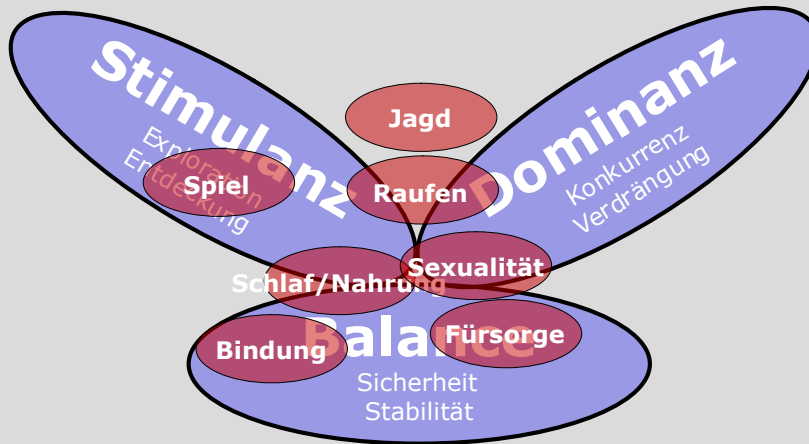 Stimulanz
Exploration
Entdeckung
Dominanz
Konkurrenz
Verdrängung
Jagd
Spiel
Raufen
Sexualität
Schlaf/Nahrung
Balance
Fürsorge
Bindung
Sicherheit
Stabilität